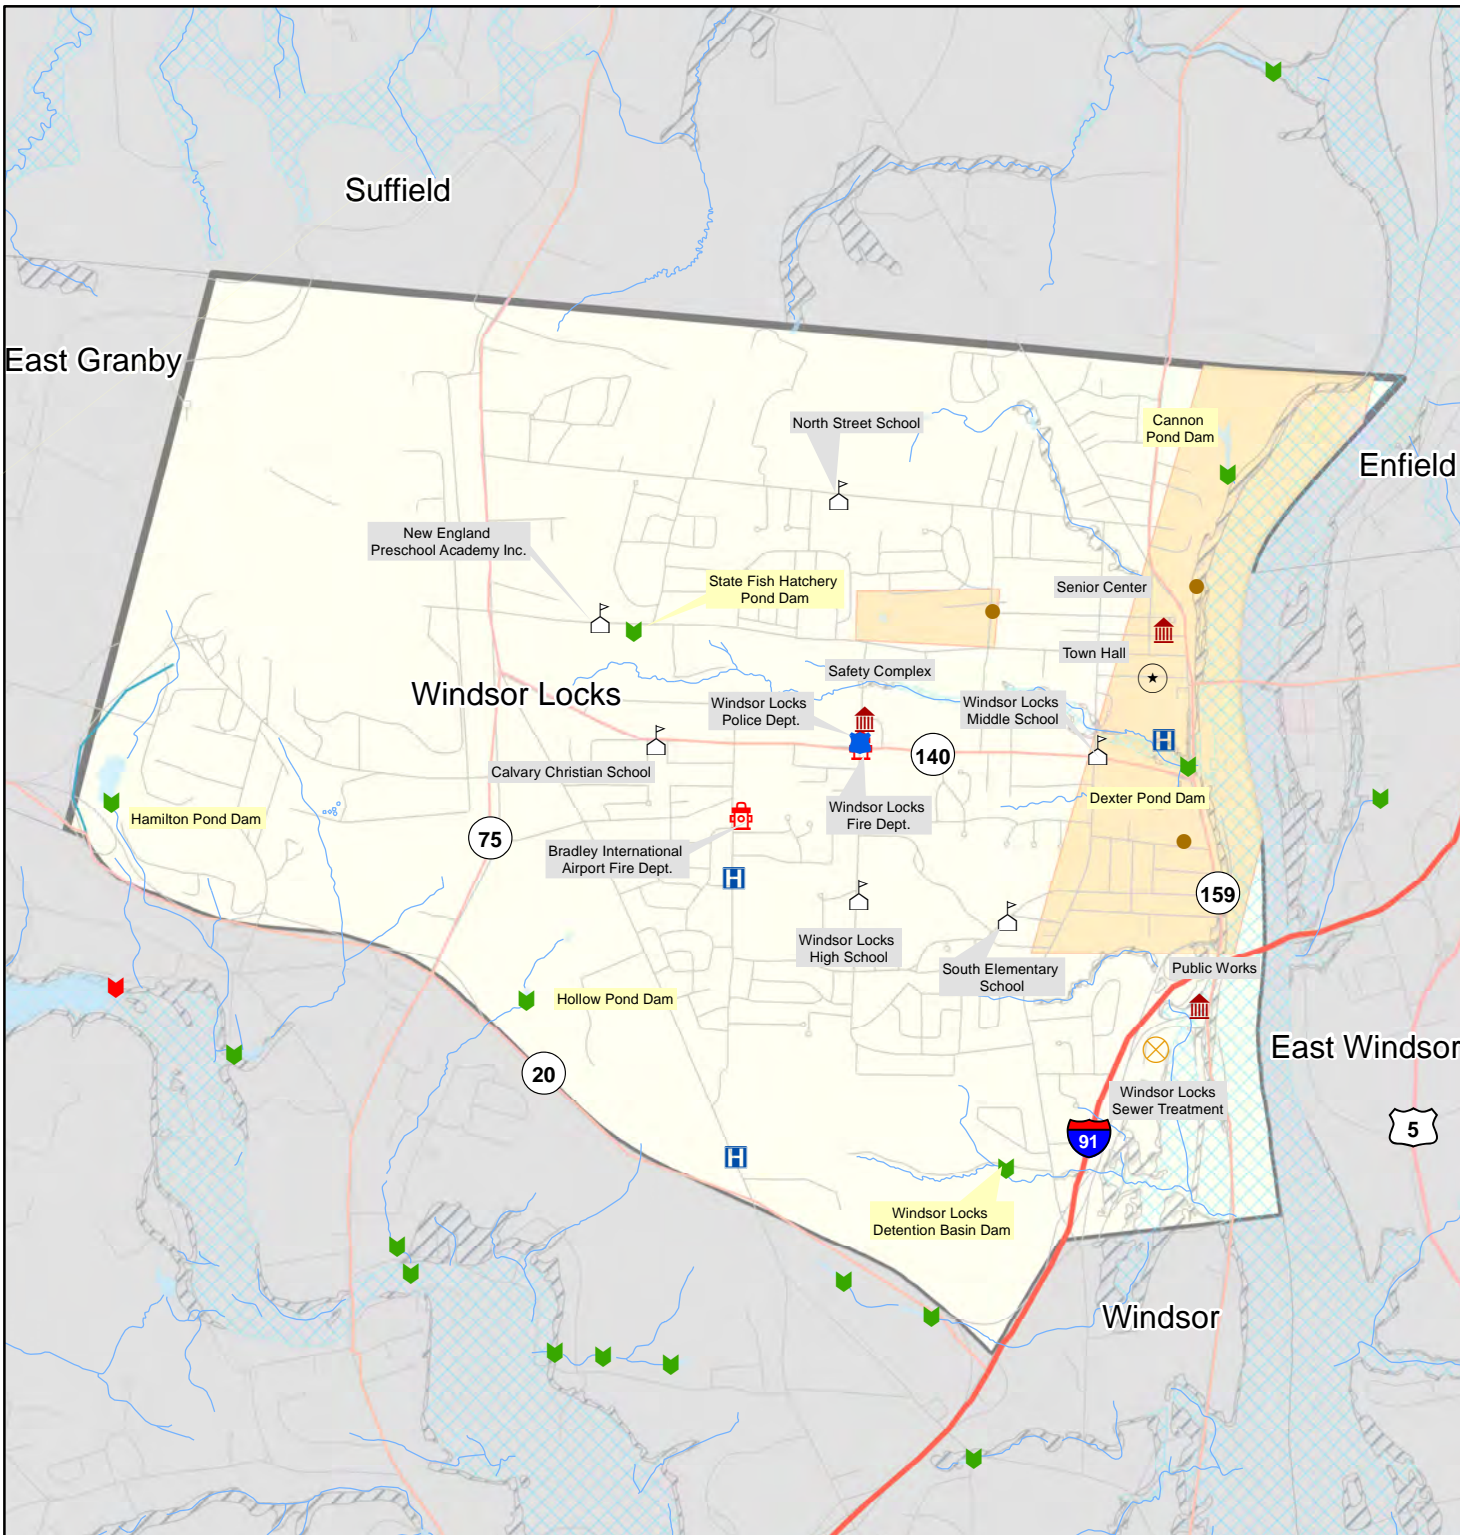 Suffield
East Granby
North Street School
Cannon
Pond Dam
Enfield
New England
Preschool Academy Inc.
State Fish Hatchery
Pond Dam
Senior Center
Town Hall
Safety Complex
Windsor Locks
Windsor Locks
Police Dept.
Windsor Locks
Middle School
H
140
Calvary Christian School
Dexter Pond Dam
Hamilton Pond Dam
Windsor Locks
Fire Dept.
75
Bradley International
Airport Fire Dept.
H
159
Windsor Locks
High School
South Elementary
School
Public Works
Hollow Pond Dam
East Windsor
20
Windsor Locks
Sewer Treatment
5
91
H
Windsor Locks
Detention Basin Dam
Windsor